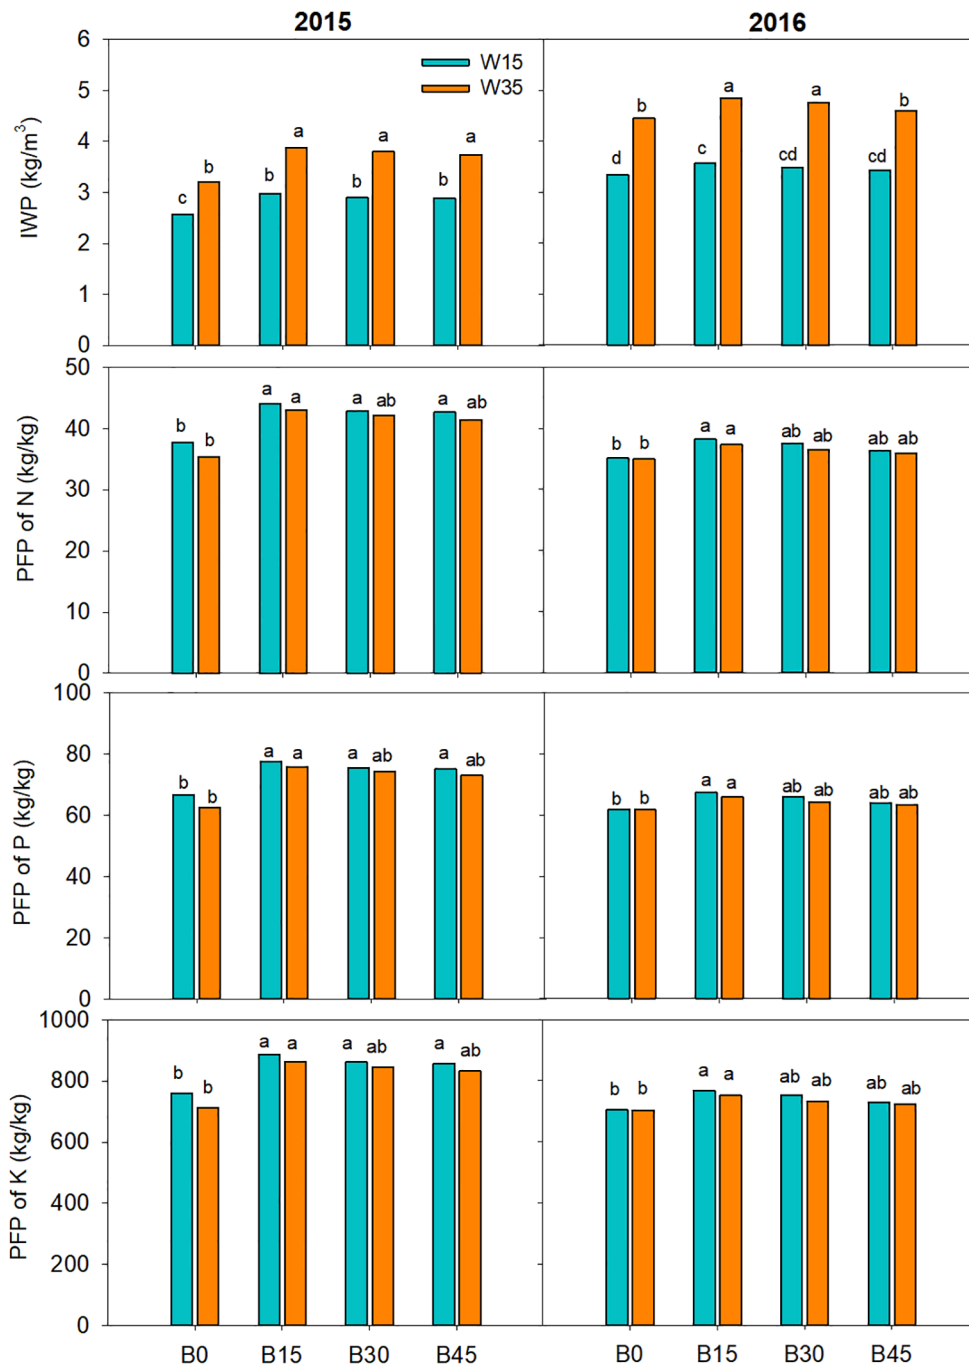 2015 2016
W15
W35
IWP (kg/m³)
6
5
4
3
2
1
0
c b b a b a b a
d b c a cd a cd b
PFP of N (kg/kg)
50
40
30
20
10
0
b b a a a ab a ab
b b a a ab ab ab ab
PFP of P (kg/kg)
100
80
60
40
20
0
b b a a a ab a ab
b b a a ab ab ab ab
PFP of K (kg/kg)
1000
800
600
400
200
0
b b a a a ab a ab
b b a a ab ab ab ab
B0 B15 B30 B45 B0 B15 B30 B45